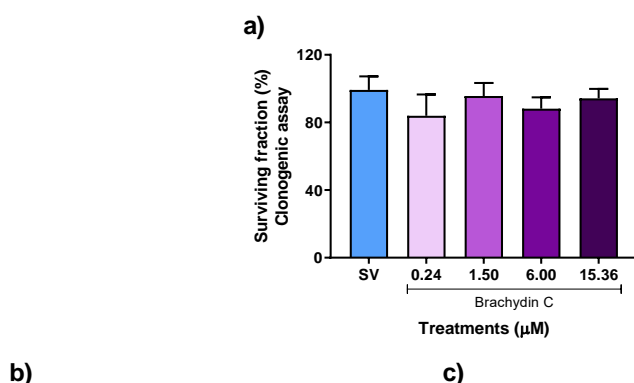 a)
Surviving fraction (%)
Clonogenic assay
120
80
40
0
SV 0.24 1.50 6.00 15.36
Brachydin C
Treatments (μM)
b) c)